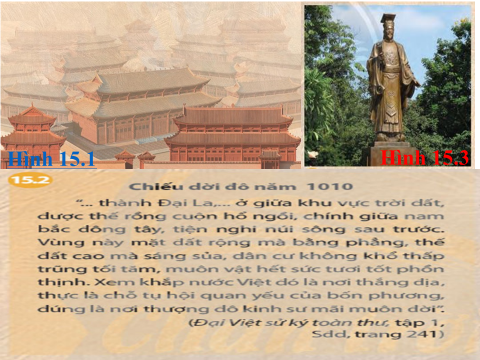 Hình 15.1
Hình 15.3
15.2
Chiếu dời đô năm 1010
"... thành Đại La,... ở giữa khu vực trời đất,
được thế rồng cuộn hổ ngồi, chính giữa nam
bắc đông tây, tiện nghi núi sông sau trước.
Vùng này mặt đất rộng mà bằng phẳng, thế
đất cao mà sáng sủa, dân cư không khổ thấp
trũng tối tăm, muôn vật hết sức tươi tốt phồn
thịnh. Xem khắp nước Việt đó là nơi thắng địa,
thực là chỗ tụ hội quan yếu của bốn phương,
đúng là nơi thượng đô kinh sư mãi muôn đời".
(Đại Việt sử ký toàn thư, tập 1,
Sđd, trang 241)